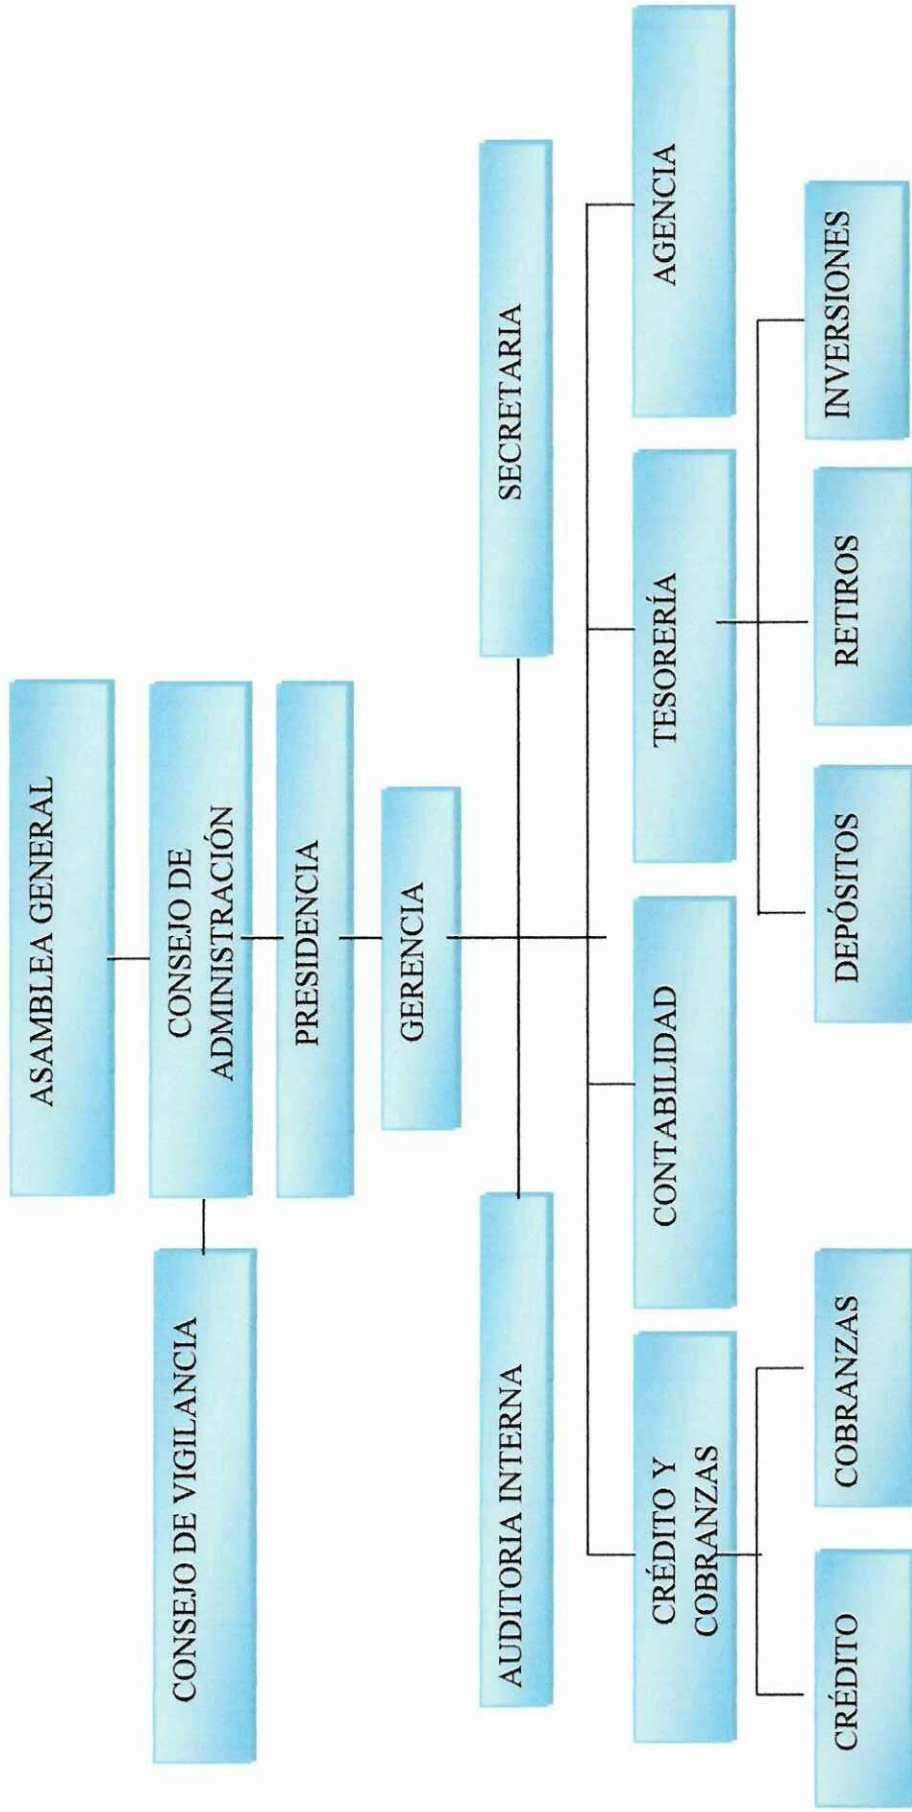 ASAMBLEA GENERAL
CONSEJO DE VIGILANCIA
CONSEJO DE
ADMINISTRACIÓN
PRESIDENCIA
GERENCIA
AUDITORIA INTERNA
SECRETARIA
CRÉDITO Y
COBRANZAS
CONTABILIDAD
TESORERÍA
AGENCIA
CRÉDITO
COBRANZAS
DEPÓSITOS
RETIROS
INVERSIONES